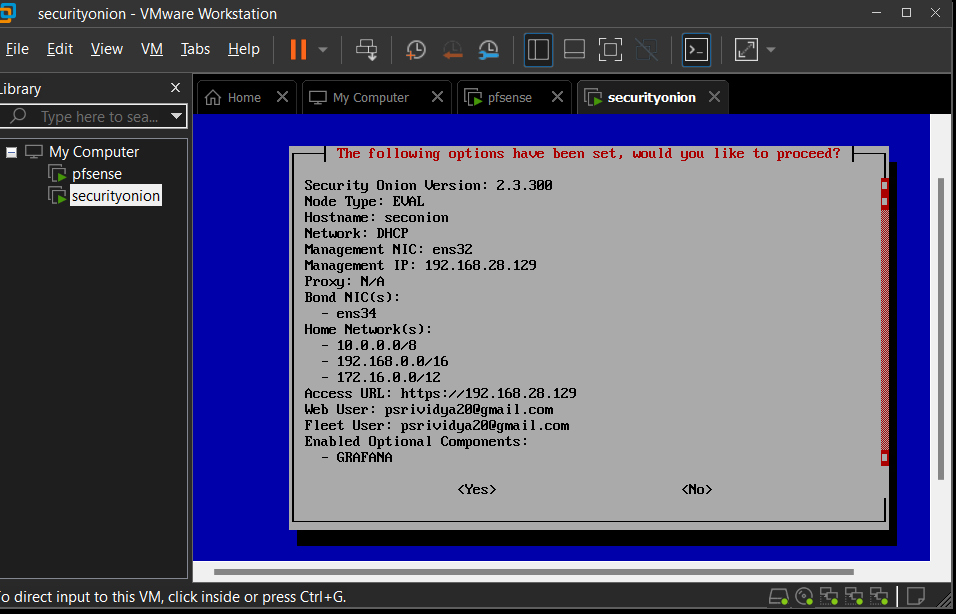 securityonion - VMware Workstation
File Edit View VM Tabs Help
Library
Type here to sea...
Home
My Computer
pfsense
securityonion
My Computer
pfsense
securityonion
The following options have been set, would you like to proceed?
Security Onion Version: 2.3.300
Node Type: EVAL
Hostname: seconion
Network: DHCP
Management NIC: ens32
Management IP: 192.168.28.129
Proxy: N/A
Bond NIC(s):
- ens34
Home Network(s):
- 10.0.0.0/8
- 192.168.0.0/16
- 172.16.0.0/12
Access URL: https://192.168.28.129
Web User: psrividya20@gmail.com
Fleet User: psrividya20@gmail.com
Enabled Optional Components:
- GRAFANA
<Yes> <No>
To direct input to this VM, click inside or press Ctrl+G.